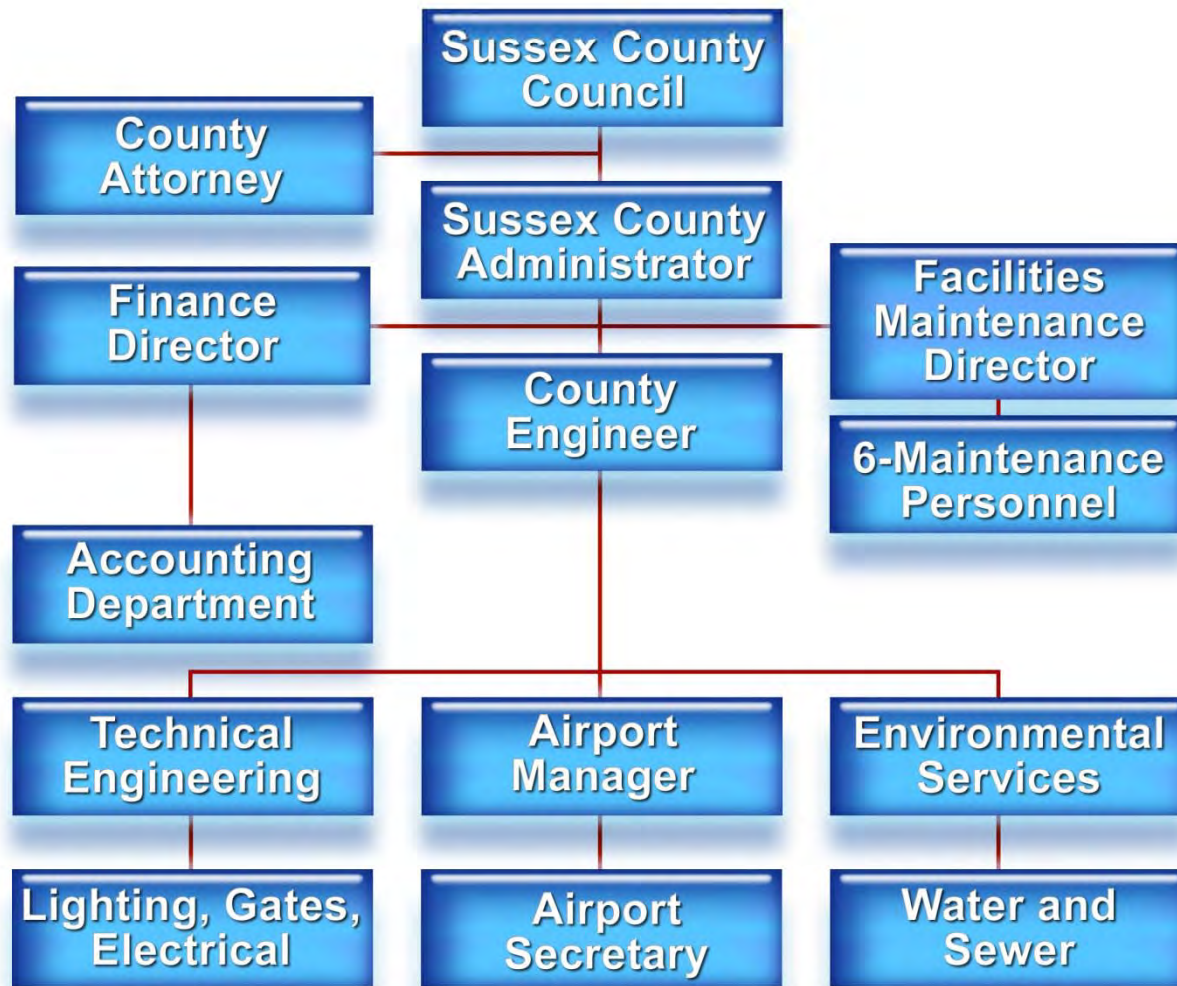 Sussex County
Council
County
Attorney
Sussex County
Administrator
Finance
Director
Facilities
Maintenance
Director
County
Engineer
6-Maintenance
Personnel
Accounting
Department
Technical
Engineering
Airport
Manager
Environmental
Services
Lighting, Gates,
Electrical
Airport
Secretary
Water and
Sewer